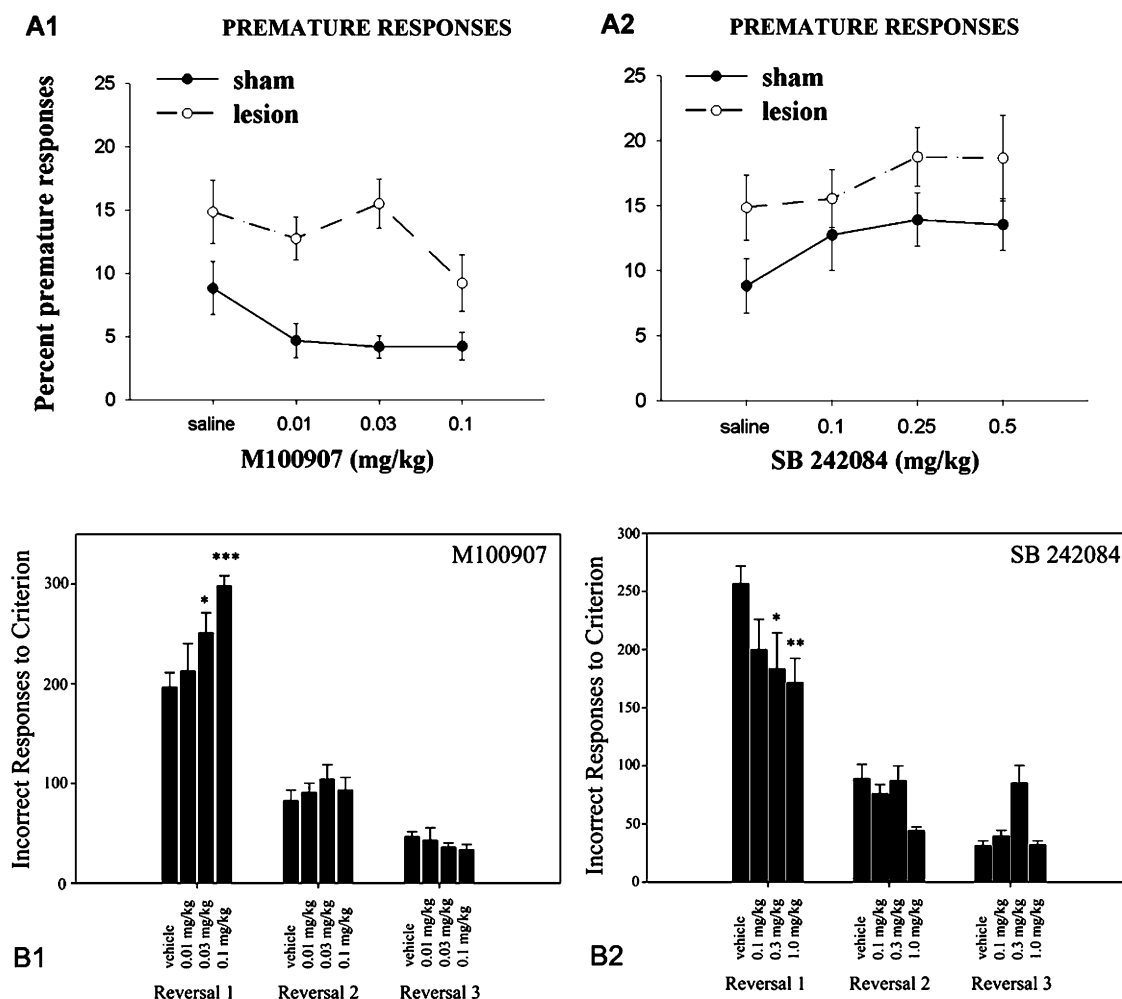 A1
PREMATURE RESPONSES
sham
lesion
Percent premature responses
25
20
15
10
5
0
saline 0.01 0.03 0.1
M100907 (mg/kg)
A2
PREMATURE RESPONSES
sham
lesion
25
20
15
10
5
0
saline 0.1 0.25 0.5
SB 242084 (mg/kg)
B1
M100907
Incorrect Responses to Criterion
300
200
100
0
*
***
vehicle
0.01 mg/kg
0.03 mg/kg
0.1 mg/kg
vehicle
0.01 mg/kg
0.03 mg/kg
0.1 mg/kg
vehicle
0.01 mg/kg
0.03 mg/kg
0.1 mg/kg
Reversal 1 Reversal 2 Reversal 3
B2
SB 242084
Incorrect Responses to Criterion
300
250
200
150
100
50
0
*
**
vehicle
0.1 mg/kg
0.3 mg/kg
1.0 mg/kg
vehicle
0.1 mg/kg
0.3 mg/kg
1.0 mg/kg
vehicle
0.1 mg/kg
0.3 mg/kg
1.0 mg/kg
Reversal 1 Reversal 2 Reversal 3